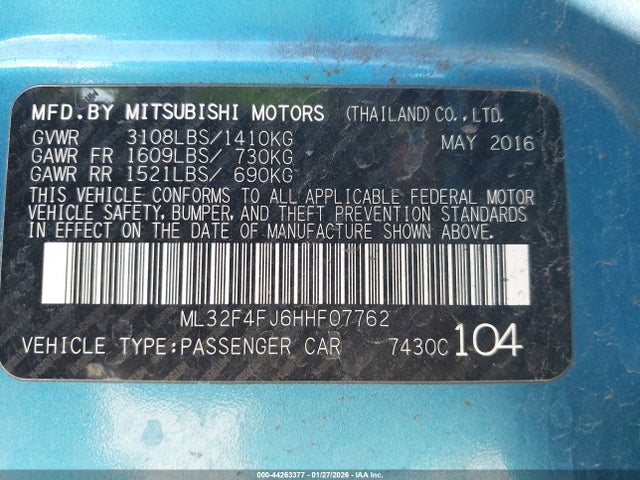 MFD.BY MITSUBISHI MOTORS (THAILAND)CO.,LTD.
GVWR 3108LBS/1410KG MAY 2016
GAWR FR 1609LBS/ 730KG
GAWR RR 1521LBS/ 690KG
THIS VEHICLE CONFORMS TO ALL APPLICABLE FEDERAL MOTOR
VEHICLE SAFETY, BUMPER, AND THEFT PREVENTION STANDARDS
IN EFFECT ON THE DATE OF MANUFACTURE SHOWN ABOVE.
ML32F4FJ6HHF07762
VEHICLE TYPE:PASSENGER CAR 7430C 104
000-44263377 - 01/27/2026 - IAA Inc.